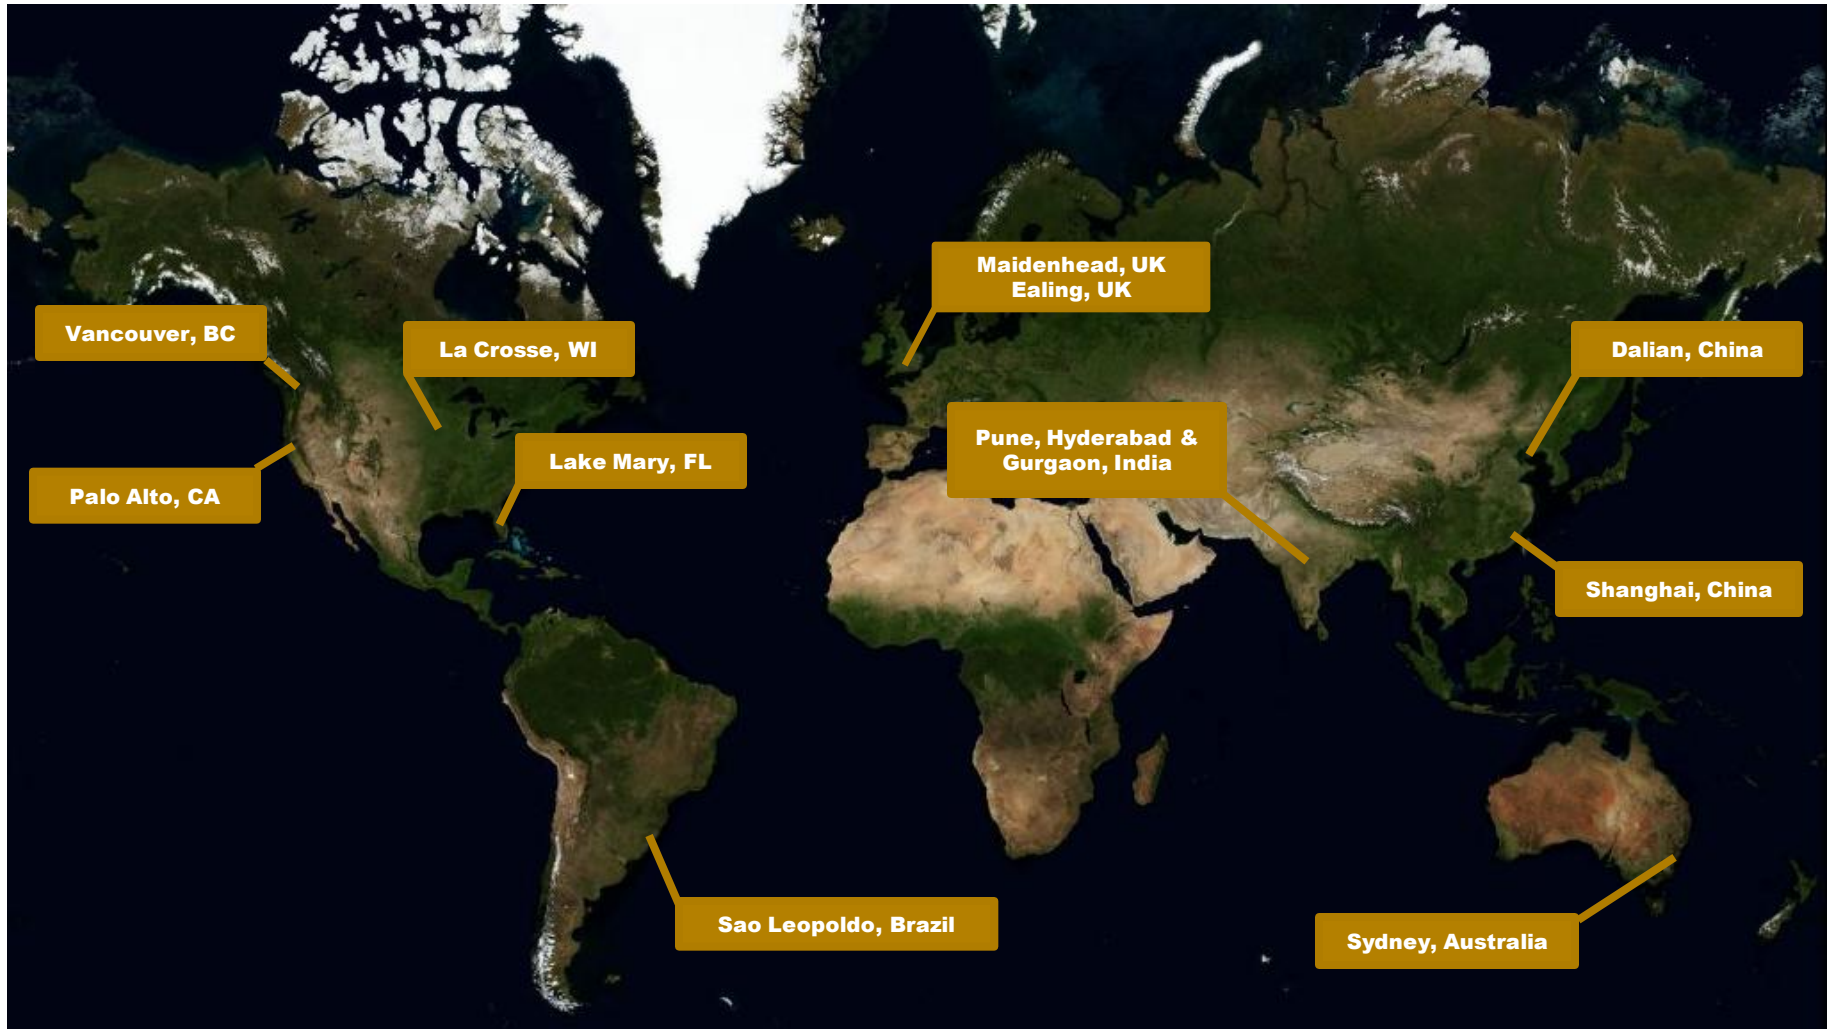 Maidenhead, UK
Ealing, UK
Vancouver, BC
La Crosse, WI
Dalian, China
Pune, Hyderabad &
Gurgaon, India
Lake Mary, FL
Palo Alto, CA
Shanghai, China
Sao Leopoldo, Brazil
Sydney, Australia